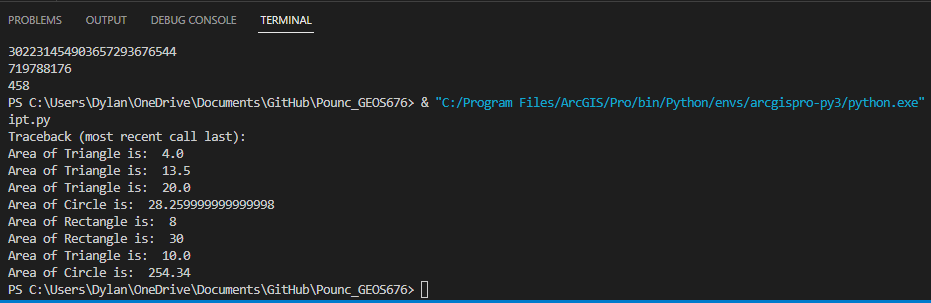 PROBLEMS OUTPUT DEBUG CONSOLE TERMINAL
302231454903657293676544
719788176
458
PS C:\Users\Dylan\OneDrive\Documents\GitHub\Pounc_GEOS676> & "C:/Program Files/ArcGIS/Pro/bin/Python/envs/arcgispro-py3/python.exe"
ipt.py
Traceback (most recent call last):
Area of Triangle is:  4.0
Area of Triangle is:  13.5
Area of Triangle is:  20.0
Area of Circle is:  28.259999999999998
Area of Rectangle is:  8
Area of Rectangle is:  30
Area of Triangle is:  10.0
Area of Circle is:  254.34
PS C:\Users\Dylan\OneDrive\Documents\GitHub\Pounc_GEOS676>